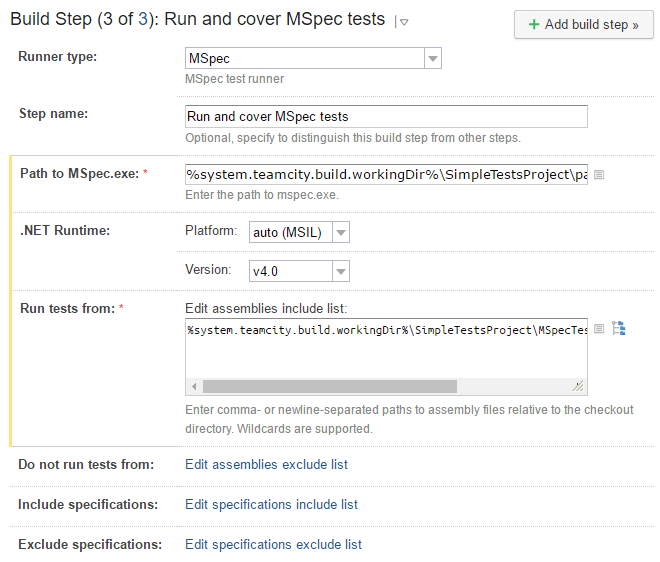 Build Step (3 of 3): Run and cover MSpec tests
+ Add build step »
Runner type:
MSpec
MSpec test runner
Step name:
Run and cover MSpec tests
Optional, specify to distinguish this build step from other steps.
Path to MSpec.exe: *
%system.teamcity.build.workingDir%\SimpleTestsProject\pa
Enter the path to mspec.exe.
.NET Runtime:
Platform:
auto (MSIL)
Version:
v4.0
Run tests from: *
Edit assemblies include list:
%system.teamcity.build.workingDir%\SimpleTestsProject\MSpecTes
Enter comma- or newline-separated paths to assembly files relative to the checkout
directory. Wildcards are supported.
Do not run tests from:
Edit assemblies exclude list
Include specifications:
Edit specifications include list
Exclude specifications:
Edit specifications exclude list